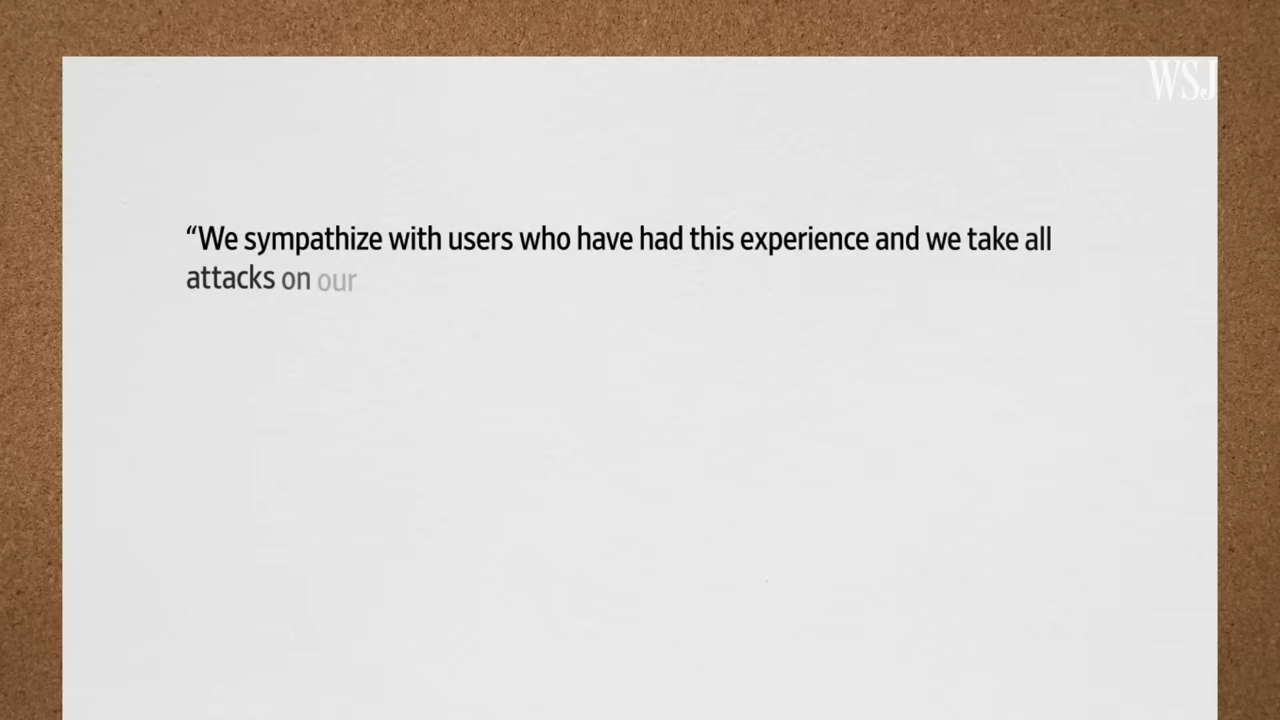 WSJ
“We sympathize with users who have had this experience and we take all
attacks on our